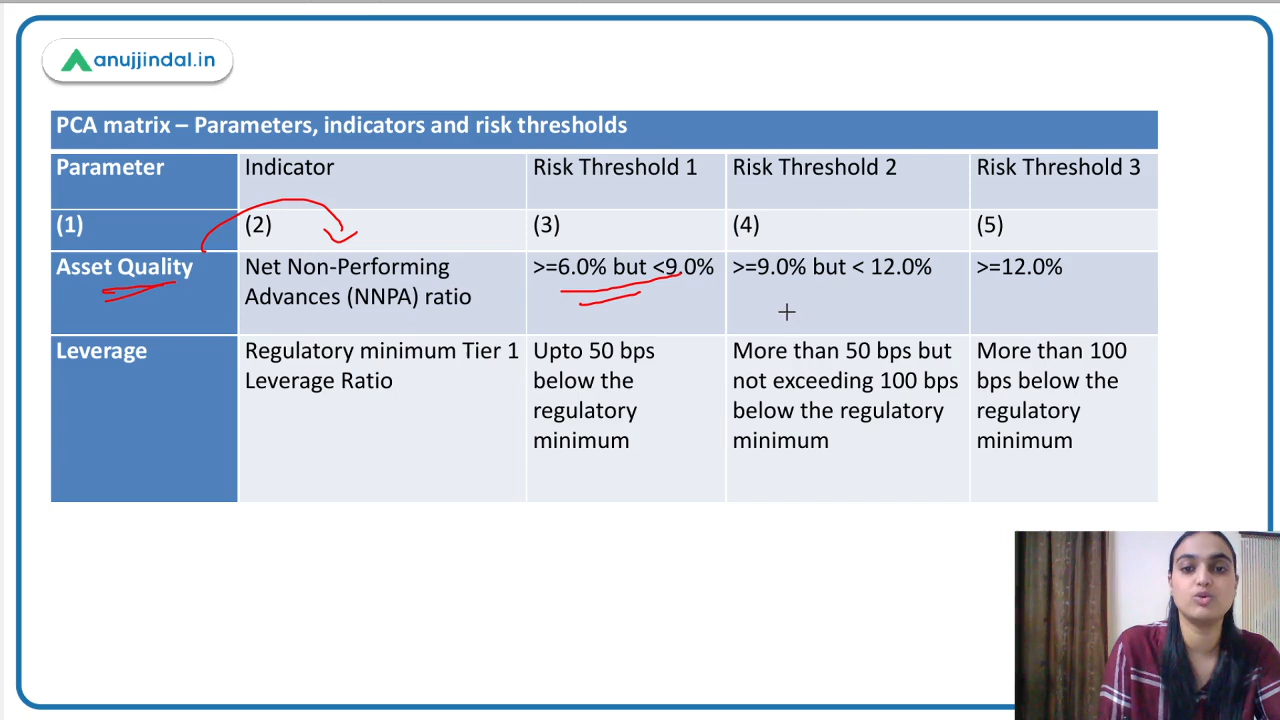 anujjindal.in
PCA matrix – Parameters, indicators and risk thresholds
Parameter
Indicator
Risk Threshold 1
Risk Threshold 2
Risk Threshold 3
(1)
(2)
(3)
(4)
(5)
Asset Quality
Net Non-Performing
Advances (NNPA) ratio
>=6.0% but <9.0%
>=9.0% but < 12.0%
>=12.0%
Leverage
Regulatory minimum Tier 1
Leverage Ratio
Upto 50 bps
below the
regulatory
minimum
More than 50 bps but
not exceeding 100 bps
below the regulatory
minimum
More than 100
bps below the
regulatory
minimum